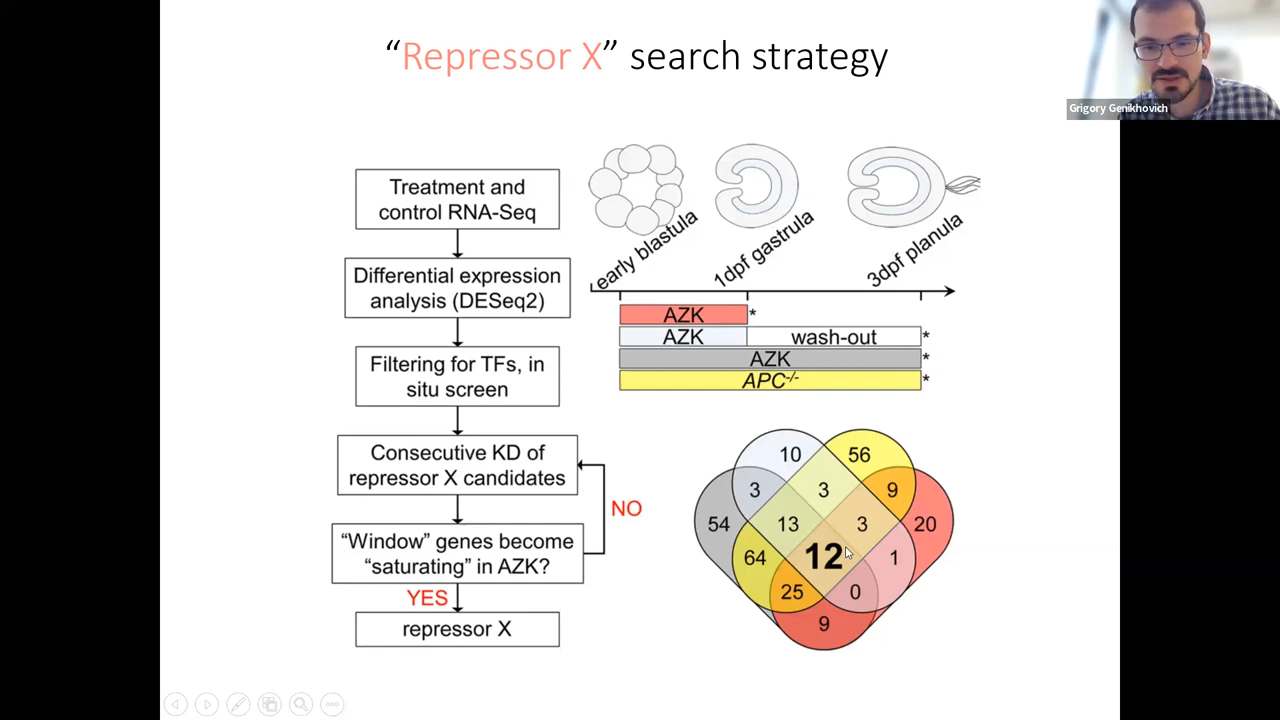 “Repressor X” search strategy
Grigory Genikhovich
Treatment and
control RNA-Seq
Differential expression
analysis (DESeq2)
Filtering for TFs, in
situ screen
Consecutive KD of
repressor X candidates
NO
“Window” genes become
“saturating” in AZK?
YES
repressor X
early blastula
1dpf gastrula
3dpf planula
AZK *
AZK wash-out *
AZK *
APC-/- *
10 56
3 3 9
54 13 3 20
64 12 1
25 0
9